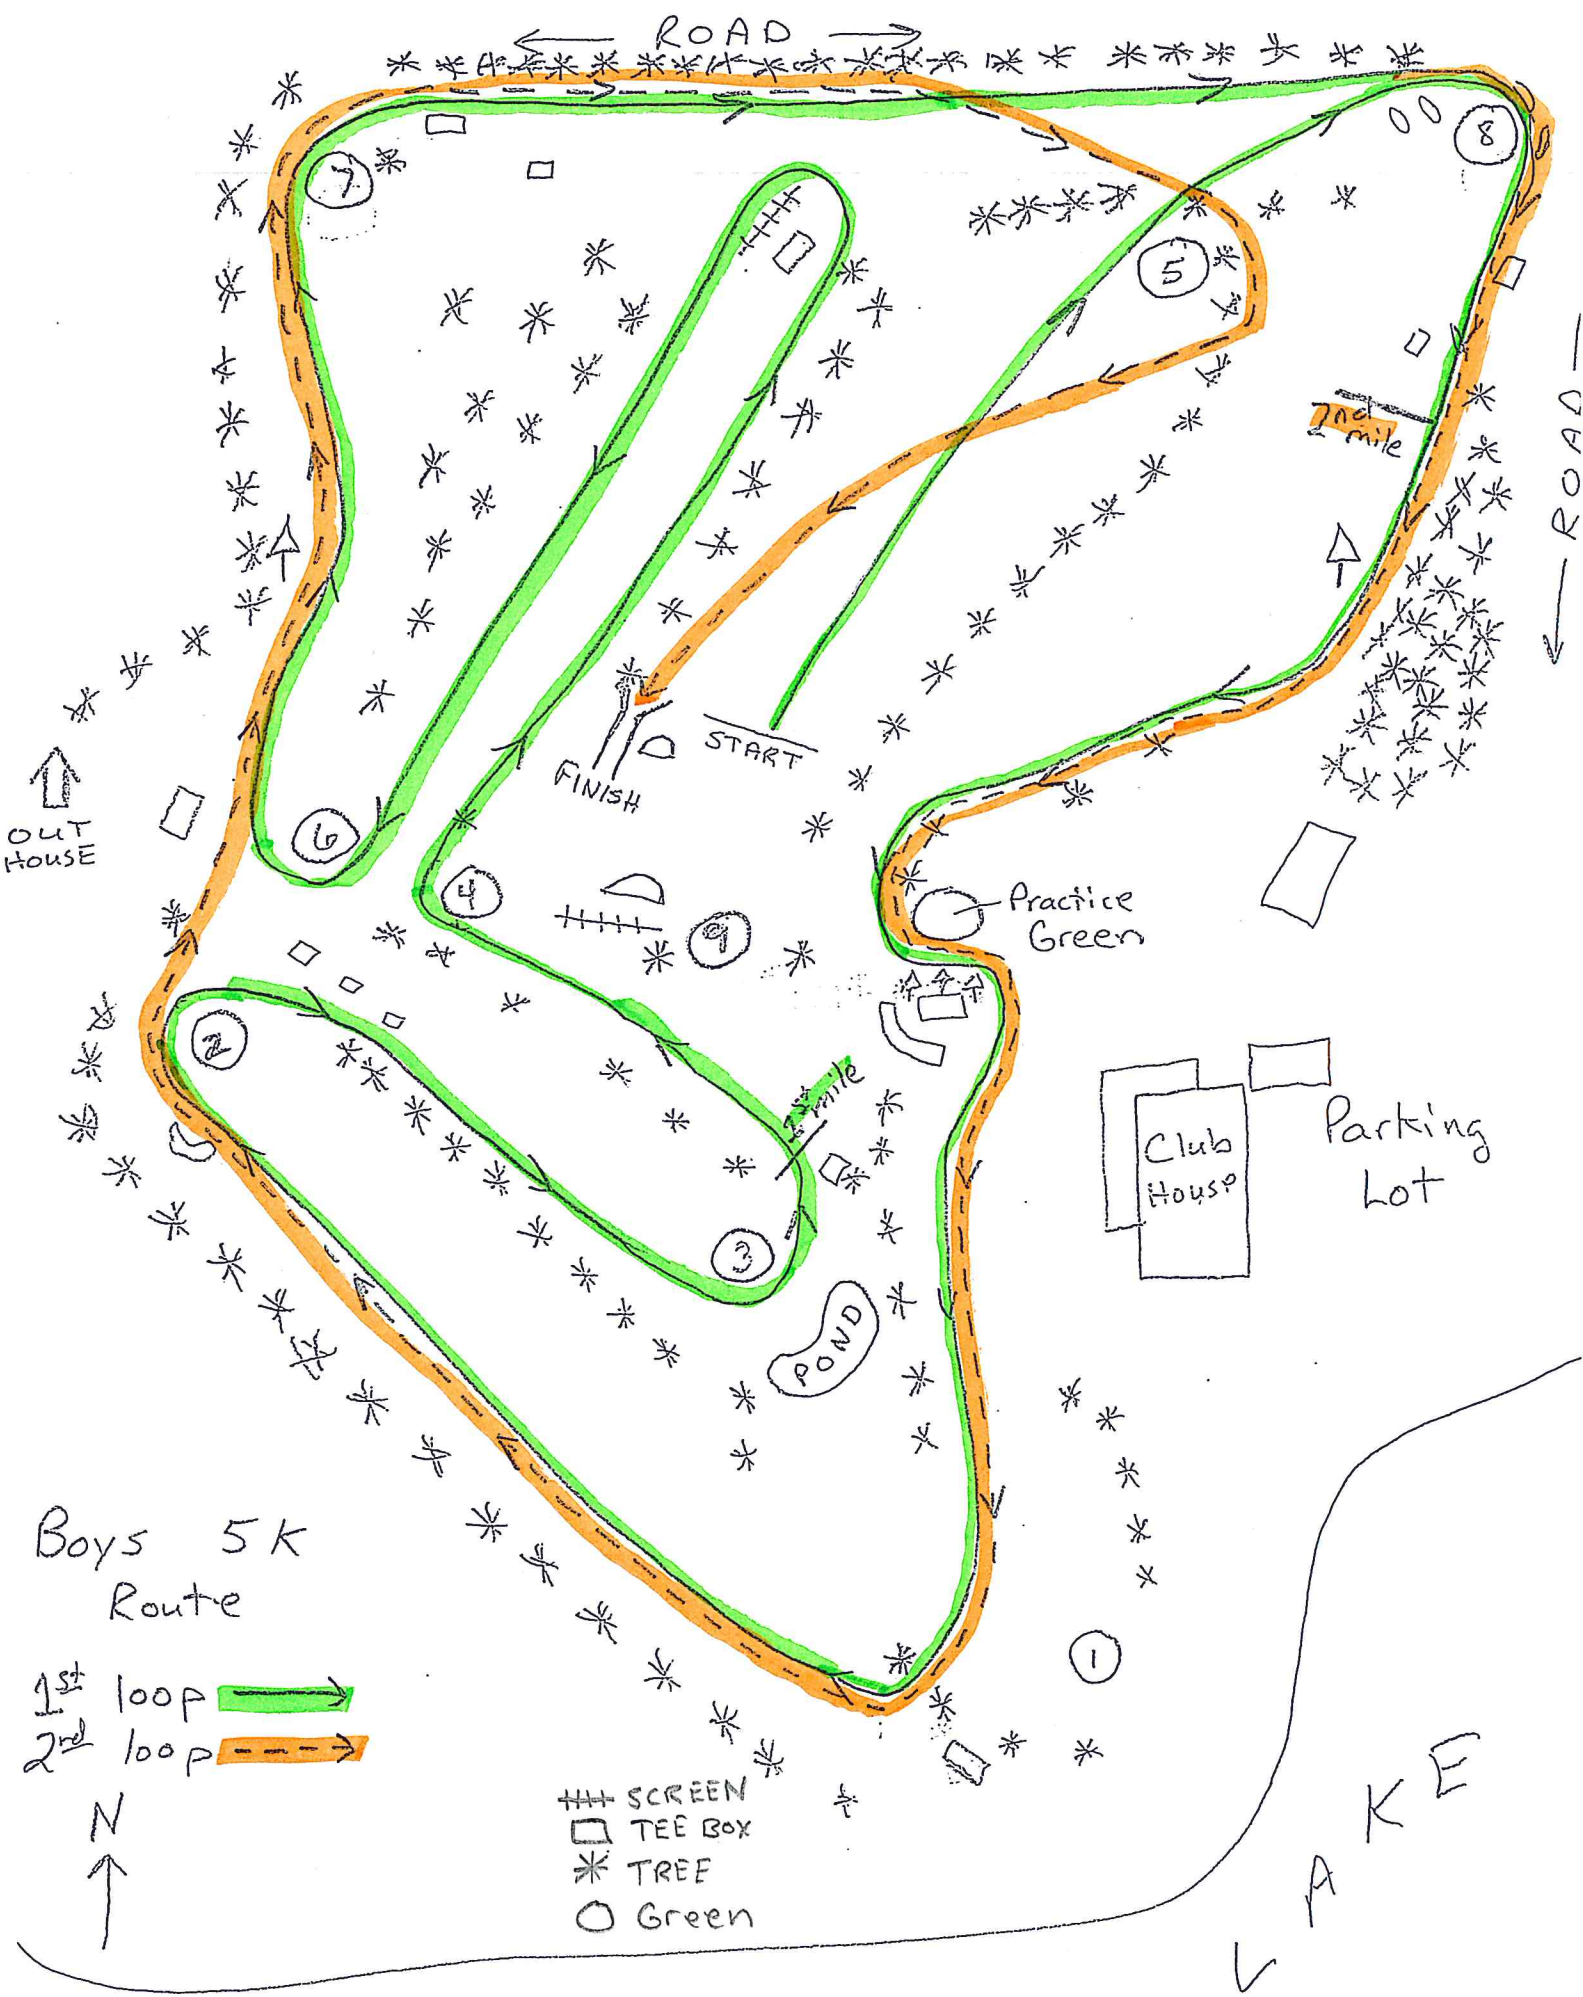 ROAD
7
8
5
2nd
mile
ROAD
START
FINISH
OUT
HOUSE
6
4
9
Practice
Green
2
mile
Club
House
Parking
Lot
3
POND
Boys 5K
Route
1st loop
2nd loop
1
N
SCREEN
TEE BOX
TREE
Green
LAKE